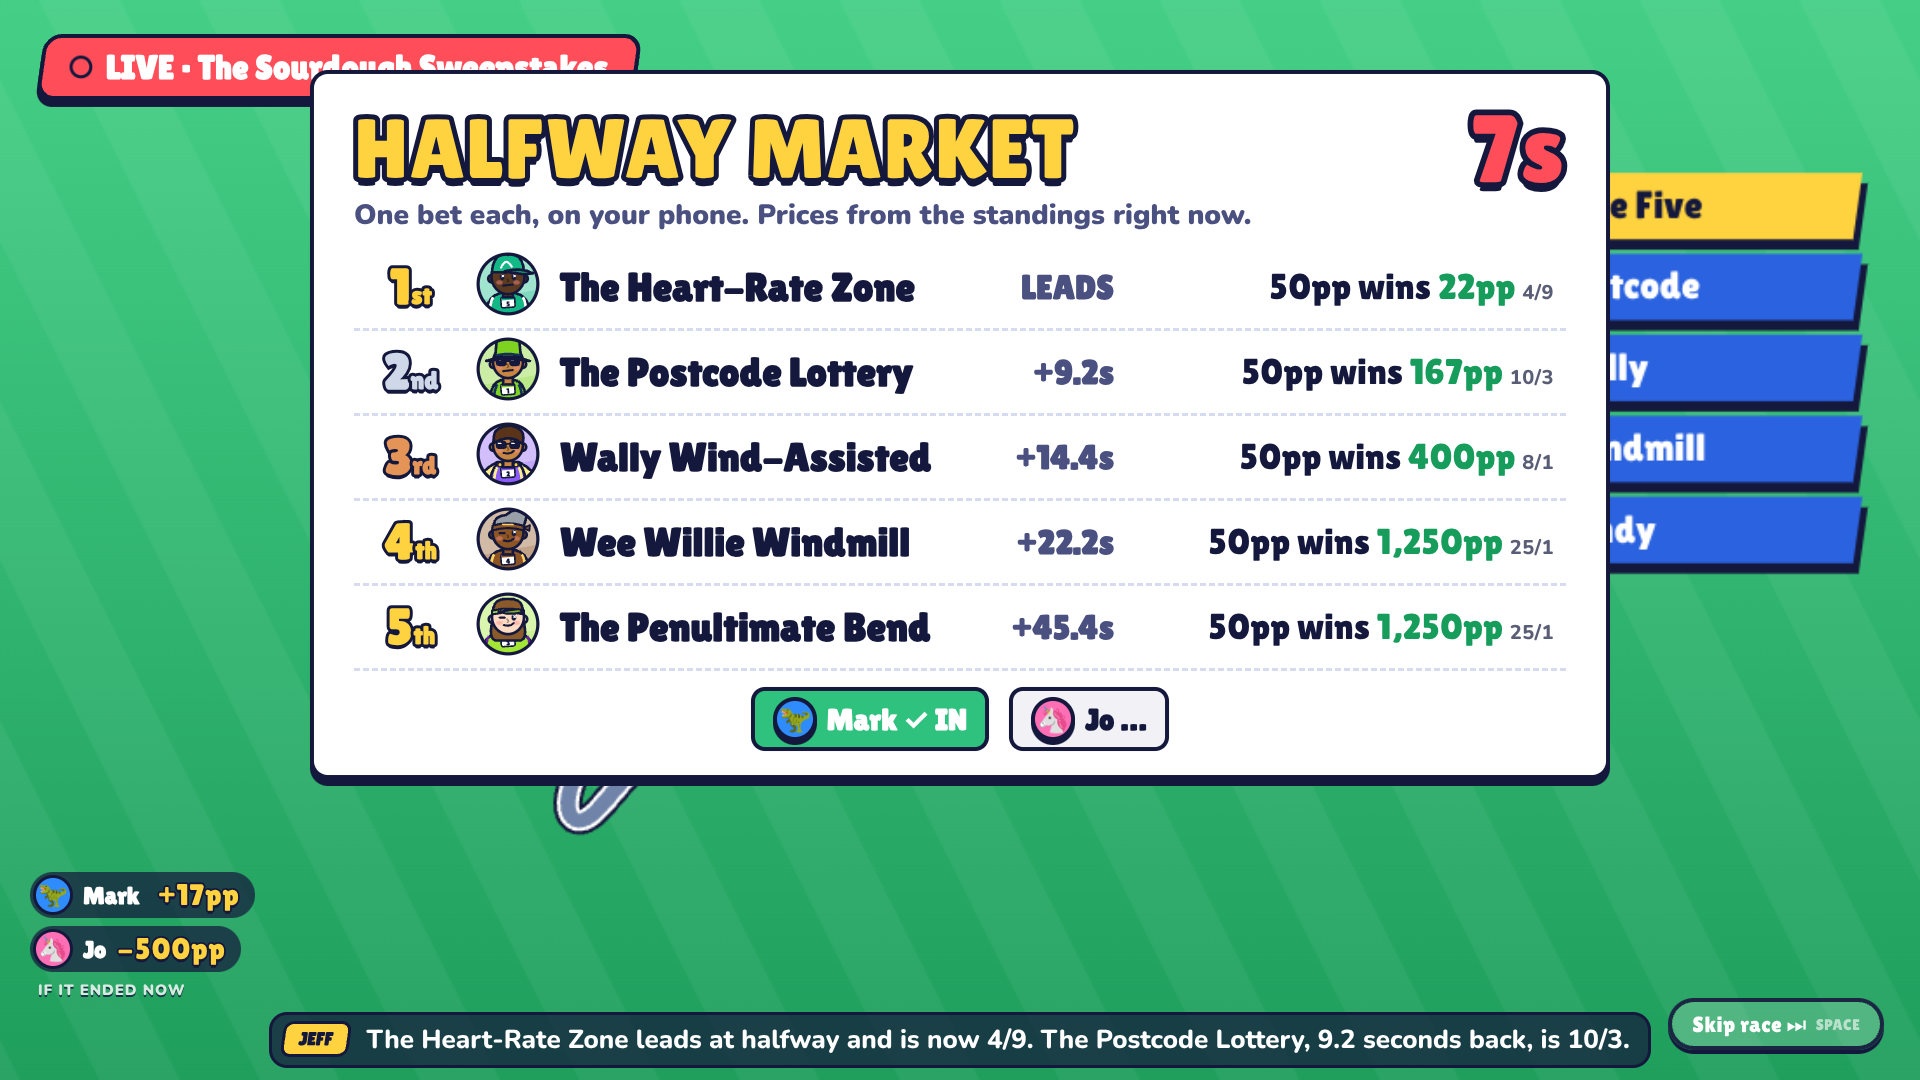 LIVE · The Sourdough Sweepstakes
HALFWAY MARKET
7s
One bet each, on your phone. Prices from the standings right now.
1st The Heart-Rate Zone LEADS 50pp wins 22pp 4/9
2nd The Postcode Lottery +9.2s 50pp wins 167pp 10/3
3rd Wally Wind-Assisted +14.4s 50pp wins 400pp 8/1
4th Wee Willie Windmill +22.2s 50pp wins 1,250pp 25/1
5th The Penultimate Bend +45.4s 50pp wins 1,250pp 25/1
Mark ✓ IN
Jo ...
e Five
tcode
lly
ndmill
dy
Mark +17pp
Jo -500pp
IF IT ENDED NOW
JEFF The Heart-Rate Zone leads at halfway and is now 4/9. The Postcode Lottery, 9.2 seconds back, is 10/3.
Skip race ⏭ SPACE